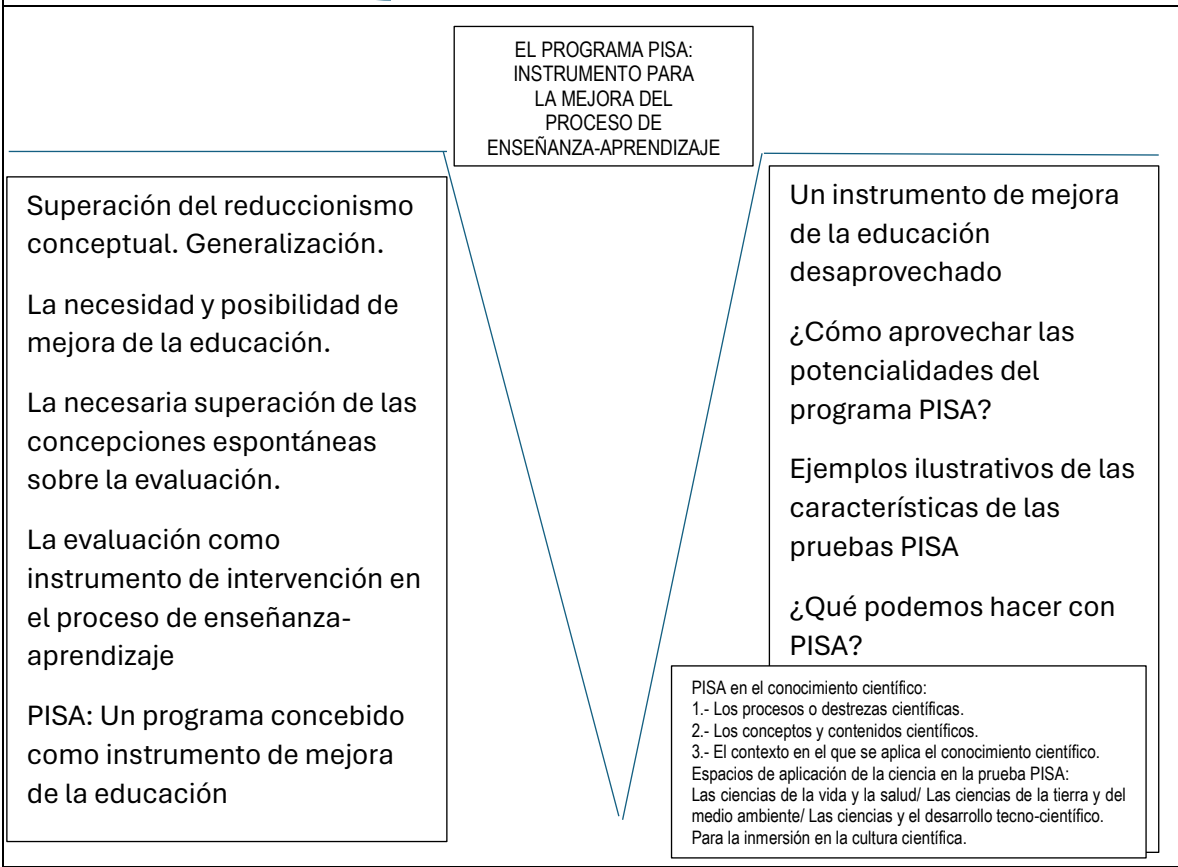 EL PROGRAMA PISA:
INSTRUMENTO PARA
LA MEJORA DEL
PROCESO DE
ENSEÑANZA-APRENDIZAJE
Superación del reduccionismo
conceptual. Generalización.
La necesidad y posibilidad de
mejora de la educación.
La necesaria superación de las
concepciones espontáneas
sobre la evaluación.
La evaluación como
instrumento de intervención en
el proceso de enseñanza-
aprendizaje
PISA: Un programa concebido
como instrumento de mejora
de la educación
Un instrumento de mejora
de la educación
desaprovechado
¿Cómo aprovechar las
potencialidades del
programa PISA?
Ejemplos ilustrativos de las
características de las
pruebas PISA
¿Qué podemos hacer con
PISA?
PISA en el conocimiento científico:
1.- Los procesos o destrezas científicas.
2.- Los conceptos y contenidos científicos.
3.- El contexto en el que se aplica el conocimiento científico.
Espacios de aplicación de la ciencia en la prueba PISA:
Las ciencias de la vida y la salud/ Las ciencias de la tierra y del
medio ambiente/ Las ciencias y el desarrollo tecno-científico.
Para la inmersión en la cultura científica.